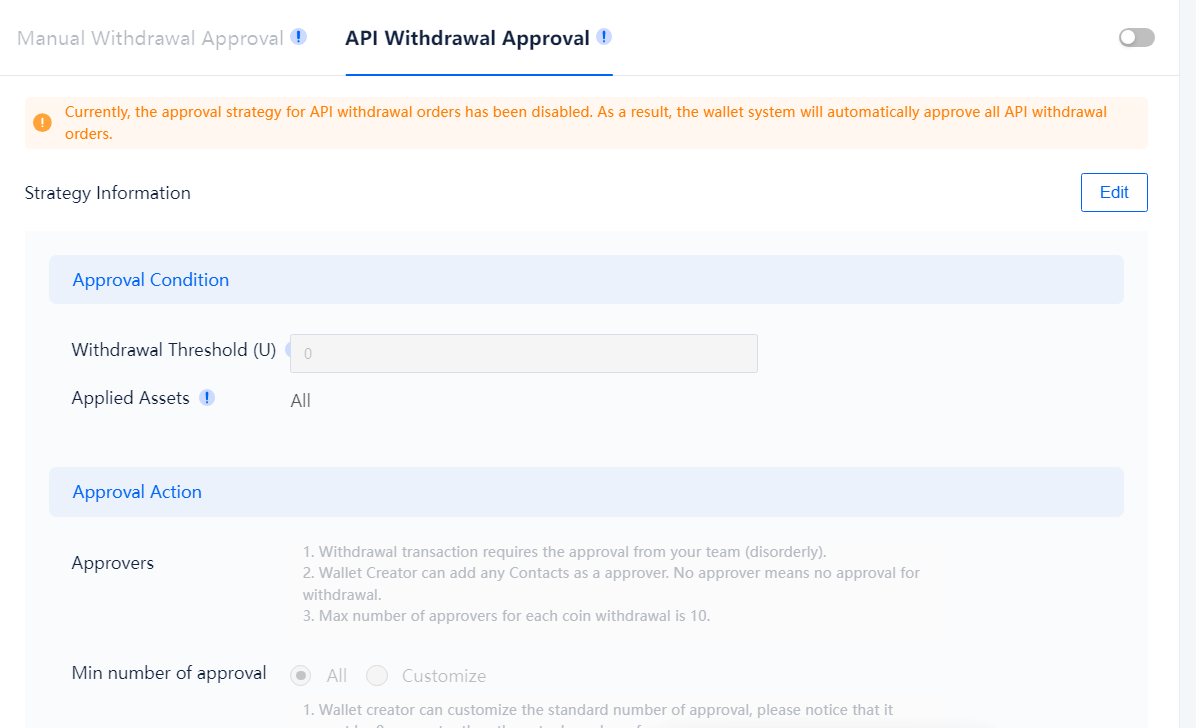 Manual Withdrawal Approval ! API Withdrawal Approval !
! Currently, the approval strategy for API withdrawal orders has been disabled. As a result, the wallet system will automatically approve all API withdrawal
orders.
Strategy Information Edit
Approval Condition
Withdrawal Threshold (U) 0
Applied Assets ! All
Approval Action
Approvers
1. Withdrawal transaction requires the approval from your team (disorderly).
2. Wallet Creator can add any Contacts as a approver. No approver means no approval for
withdrawal.
3. Max number of approvers for each coin withdrawal is 10.
Min number of approval All Customize
1. Wallet creator can customize the standard number of approval, please notice that it